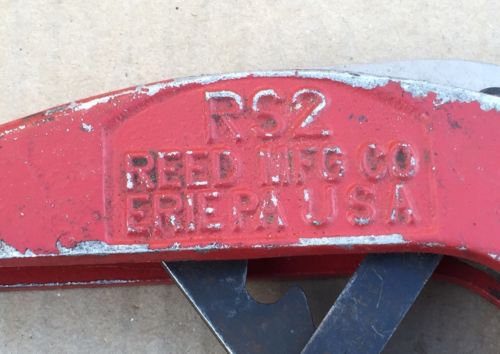 RS2
REED MFG CO
ERIE PA USA